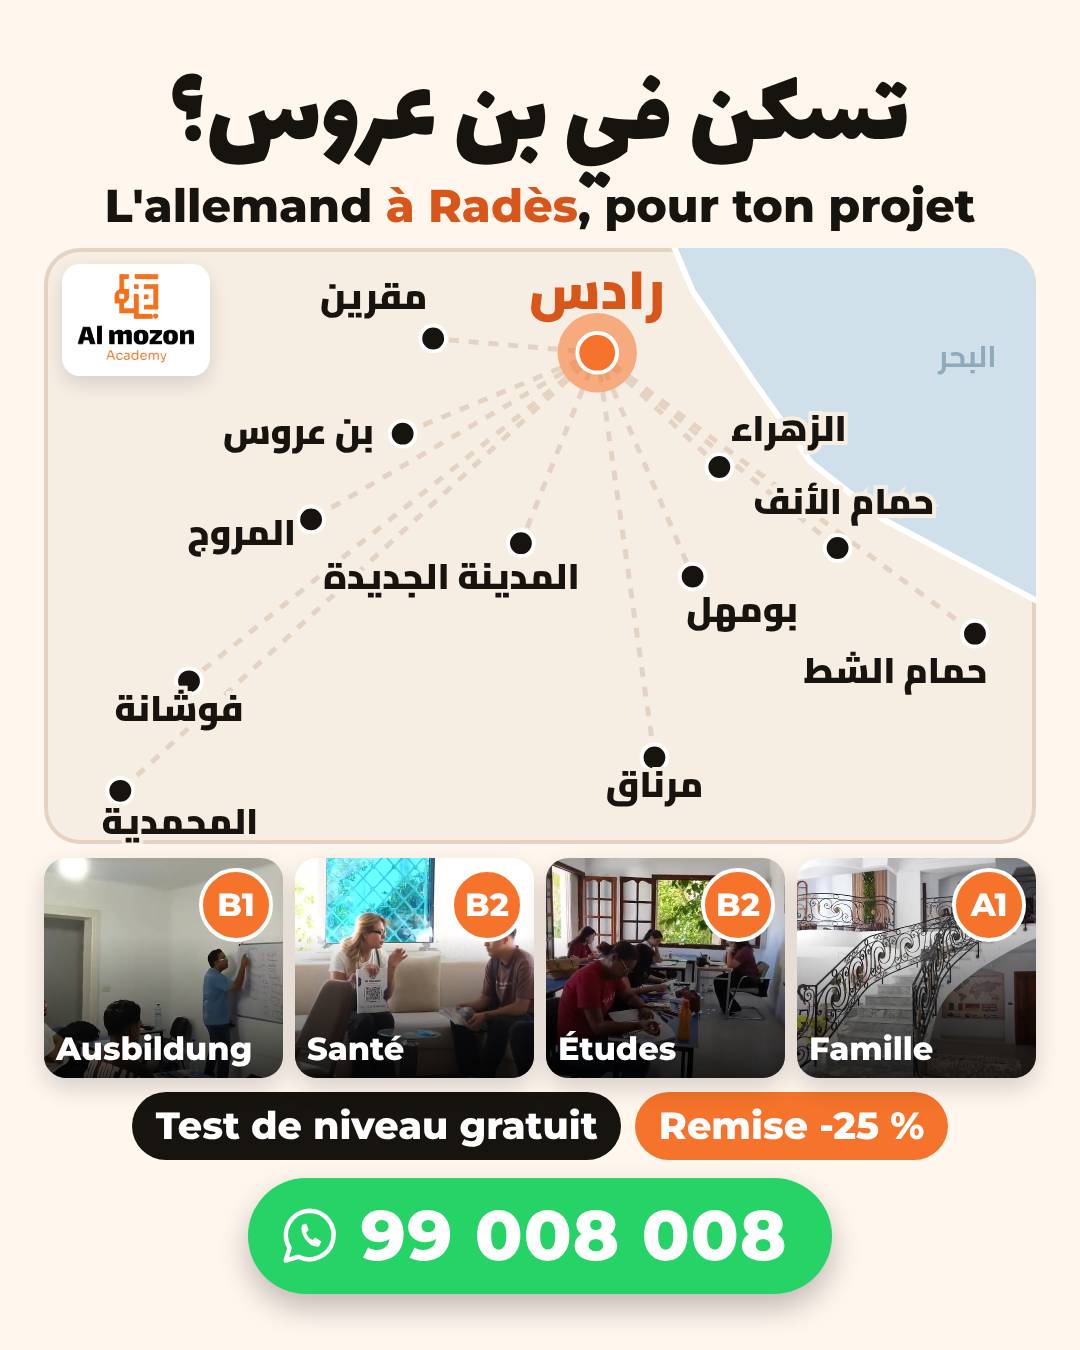 تسكن في بن عروس؟
L'allemand à Radès, pour ton projet
Al mozon
Academy
مقرين
رادس
البحر
بن عروس
الزهراء
حمام الأنف
المروج
المدينة الجديدة
بومهل
حمام الشط
فوشانة
مرناق
المحمدية
B1
Ausbildung
B2
Santé
B2
Études
A1
Famille
Test de niveau gratuit
Remise -25 %
99 008 008